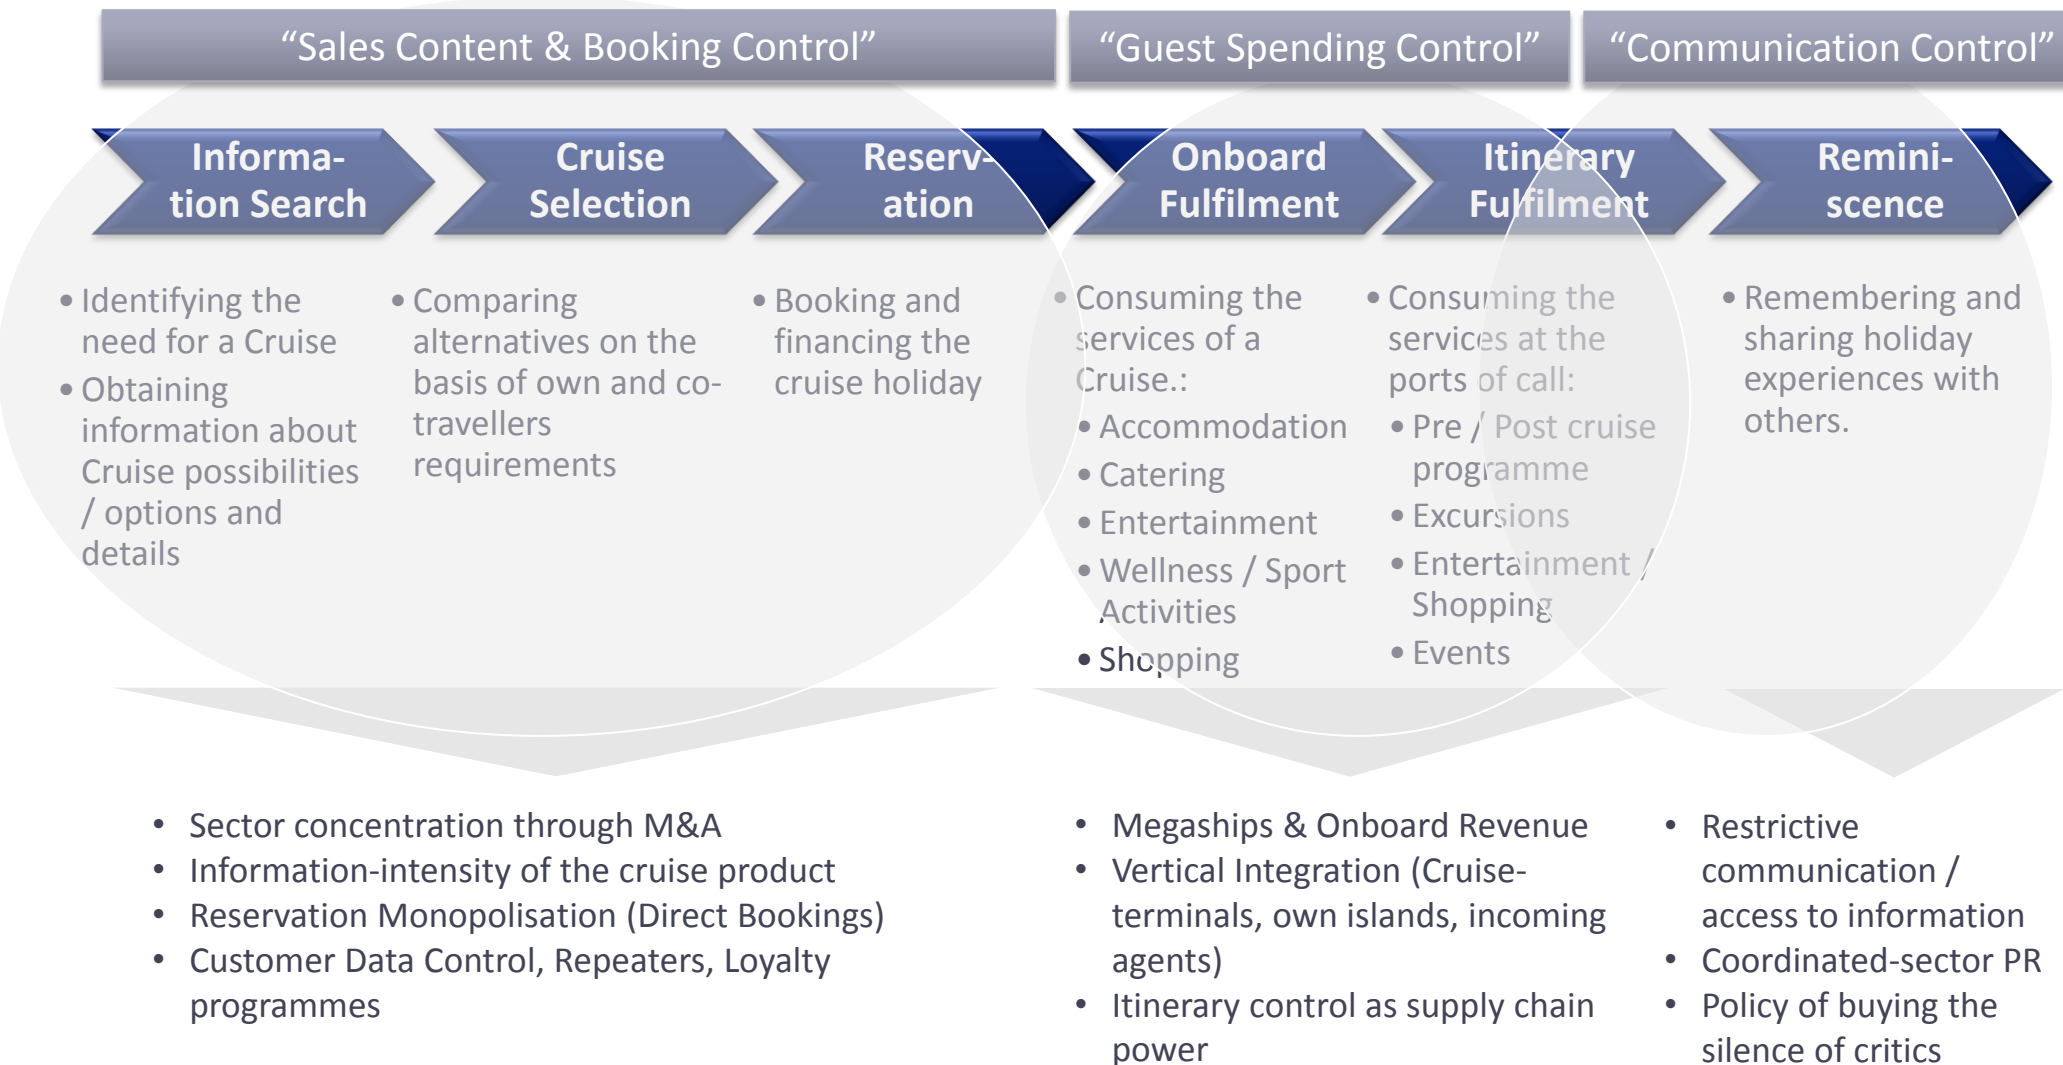 “Sales Content & Booking Control”
“Guest Spending Control”
“Communication Control”
Informa-
tion Search
Cruise
Selection
Reserv-
ation
Onboard
Fulfilment
Itinerary
Fulfilment
Remini-
scence
• Identifying the
need for a Cruise
• Obtaining
information about
Cruise possibilities
/ options and
details
• Comparing
alternatives on the
basis of own and co-
travellers
requirements
• Booking and
financing the
cruise holiday
• Consuming the
services of a
Cruise.:
• Accommodation
• Catering
• Entertainment
• Wellness / Sport
Activities
• Shopping
• Consuming the
services at the
ports of call:
• Pre / Post cruise
programme
• Excursions
• Entertainment /
Shopping
• Events
• Remembering and
sharing holiday
experiences with
others.
• Sector concentration through M&A
• Information-intensity of the cruise product
• Reservation Monopolisation (Direct Bookings)
• Customer Data Control, Repeaters, Loyalty
programmes
• Megaships & Onboard Revenue
• Vertical Integration (Cruise-
terminals, own islands, incoming
agents)
• Itinerary control as supply chain
power
• Restrictive
communication /
access to information
• Coordinated-sector PR
• Policy of buying the
silence of critics